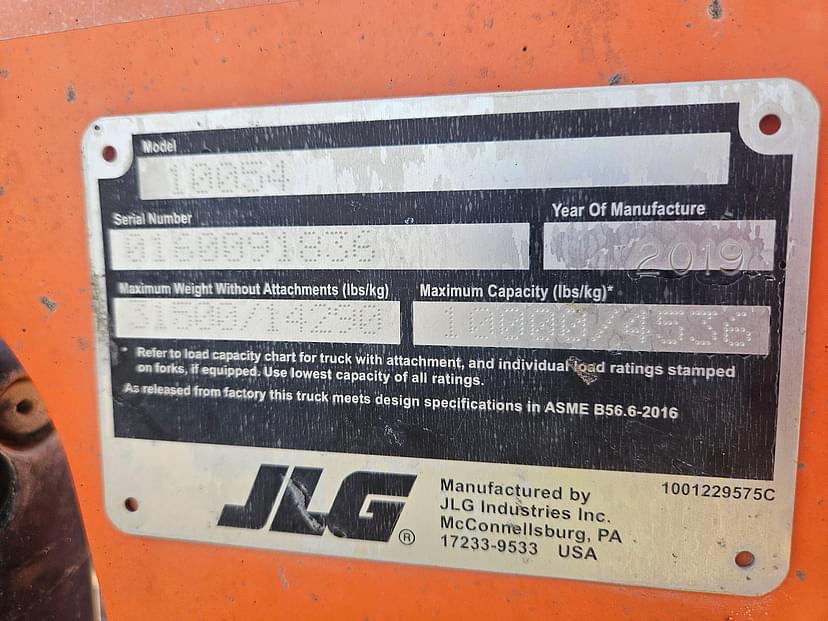 Model
10054
Serial Number
Year Of Manufacture
0160091836
2019
Maximum Weight Without Attachments (lbs/kg)
Maximum Capacity (lbs/kg)*
31500/14290
10000/4536
* Refer to load capacity chart for truck with attachment, and individual load ratings stamped
on forks, if equipped. Use lowest capacity of all ratings.
As released from factory this truck meets design specifications in ASME B56.6-2016
JLG®
Manufactured by
JLG Industries Inc.
McConnellsburg, PA
17233-9533 USA
1001229575C